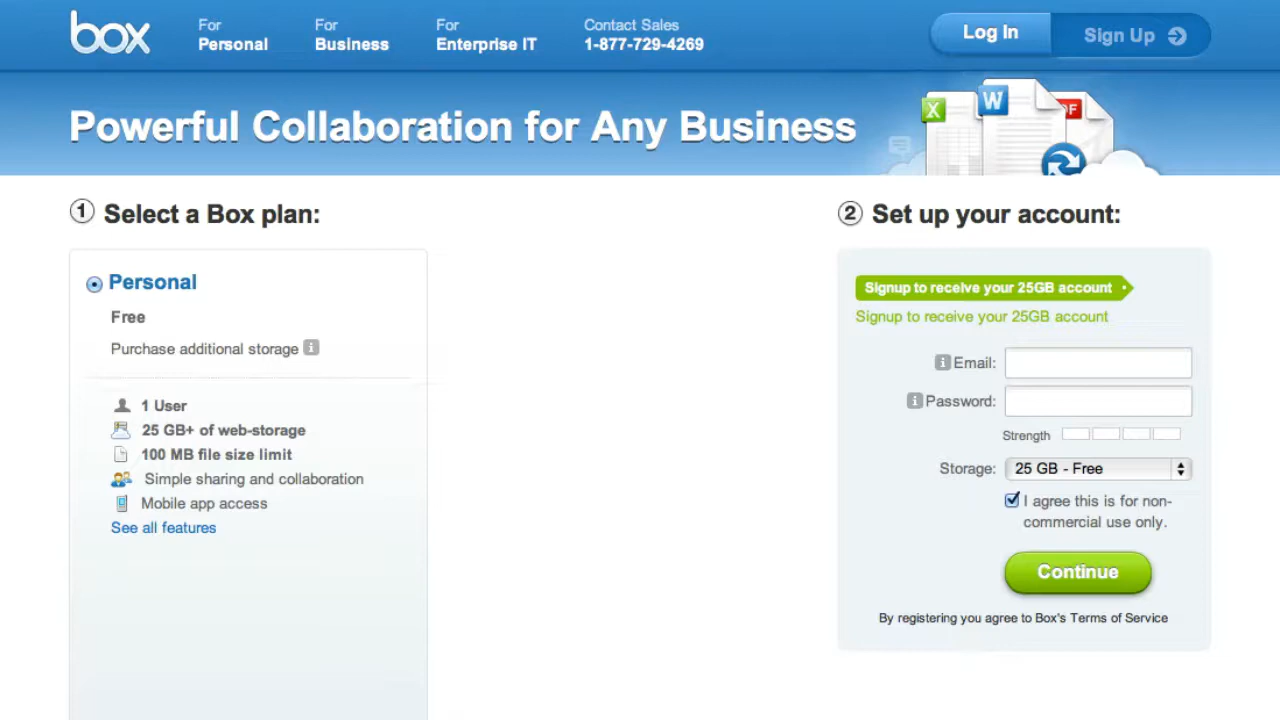 box
For
Personal
For
Business
For
Enterprise IT
Contact Sales
1-877-729-4269
Log In
Sign Up
Powerful Collaboration for Any Business
X
W
DF
1 Select a Box plan:
Personal
Free
Purchase additional storage i
1 User
25 GB+ of web-storage
100 MB file size limit
Simple sharing and collaboration
Mobile app access
See all features
2 Set up your account:
Signup to receive your 25GB account
Signup to receive your 25GB account
i Email:
i Password:
Strength
Storage: 25 GB - Free
I agree this is for non-
commercial use only.
Continue
By registering you agree to Box's Terms of Service